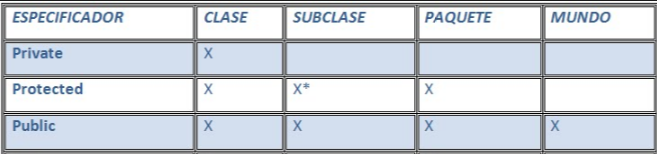 ESPECIFICADOR CLASE SUBCLASE PAQUETE MUNDO
Private X
Protected X X* X
Public X X X X